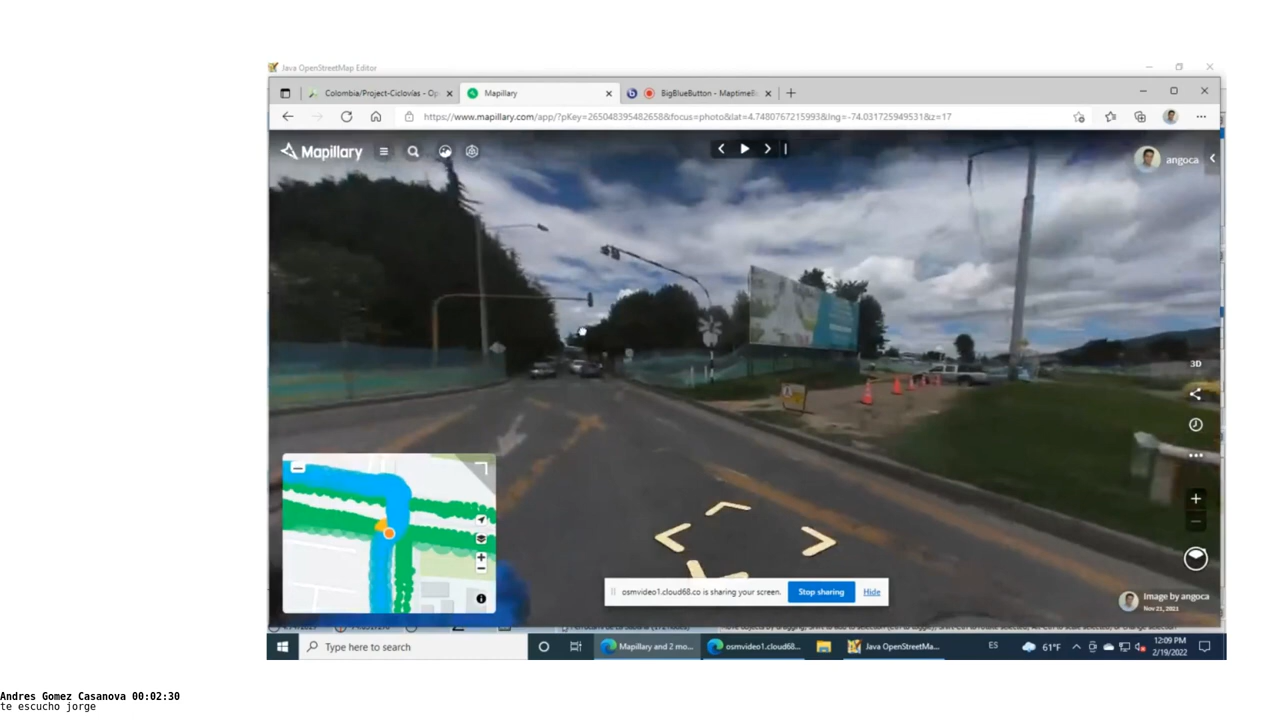 Java OpenStreetMap Editor
Colombia/Project-Ciclovías - Op
Mapillary
BigBlueButton - Maptime
https://www.mapillary.com/app/?pKey=265048395482658&focus=photo&lat=4.7480767215993&lng=-74.031725949531&z=17
Mapillary
angoca
3D
osmvideo1.cloud68.co is sharing your screen.
Stop sharing
Hide
Image by angoca
Nov 21, 2021
Type here to search
Mapillary and 2 mo...
osmvideo1.cloud68...
Java OpenStreetMa...
ES
61°F
12:09 PM
2/19/2022
Andres Gomez Casanova 00:02:30
te escucho jorge